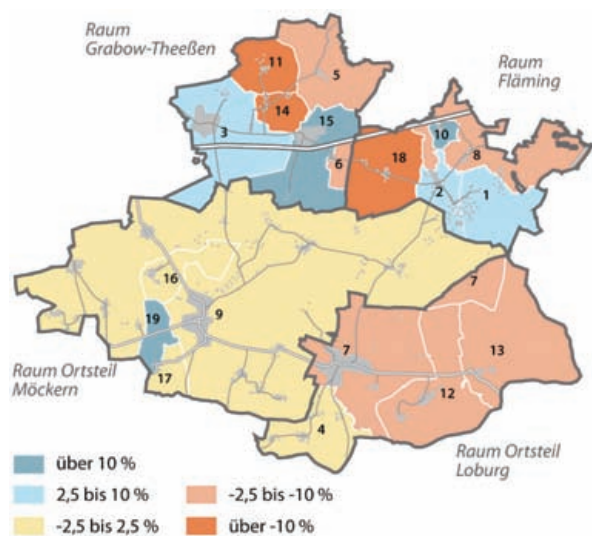 Raum
Grabow-Theeßen
11
5
Raum
Fläming
14
15
3
10
6
18
8
2
1
16
7
19
9
Raum Ortsteil
Möckern
17
7
13
12
4
Raum Ortsteil
Loburg
über 10 %
2,5 bis 10 %
-2,5 bis -10 %
-2,5 bis 2,5 %
über -10 %